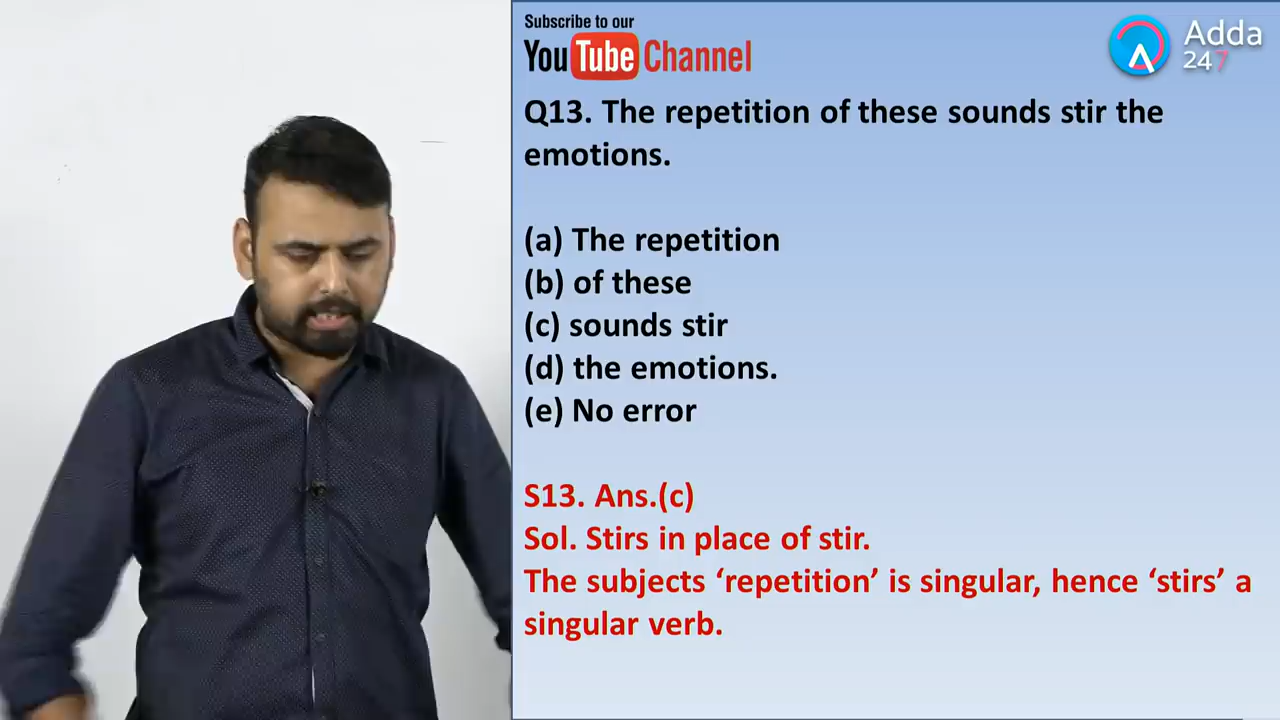 Subscribe to our
YouTube Channel
Adda
247
Q13. The repetition of these sounds stir the
emotions.
(a) The repetition
(b) of these
(c) sounds stir
(d) the emotions.
(e) No error
S13. Ans.(c)
Sol. Stirs in place of stir.
The subjects ‘repetition’ is singular, hence ‘stirs’ a
singular verb.